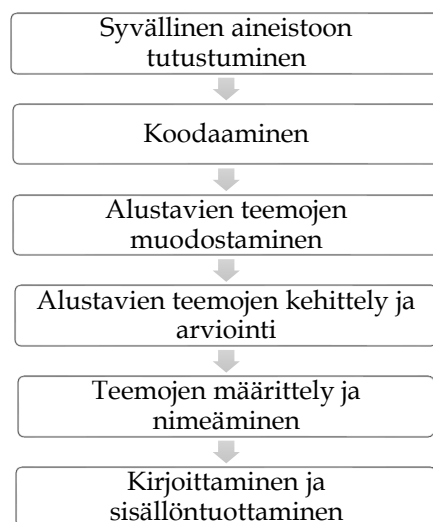 Syvällinen aineistoon
tutustuminen
Koodaaminen
Alustavien teemojen
muodostaminen
Alustavien teemojen kehittely ja
arviointi
Teemojen määrittely ja
nimeäminen
Kirjoittaminen ja
sisällöntuottaminen